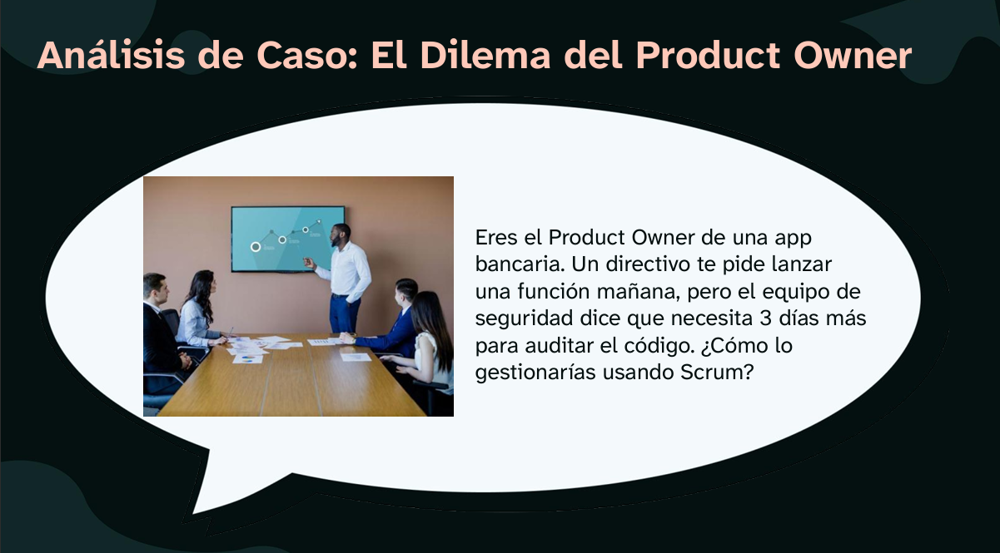 Análisis de Caso: El Dilema del Product Owner
Eres el Product Owner de una app
bancaria. Un directivo te pide lanzar
una función mañana, pero el equipo de
seguridad dice que necesita 3 días más
para auditar el código. ¿Cómo lo
gestionarías usando Scrum?